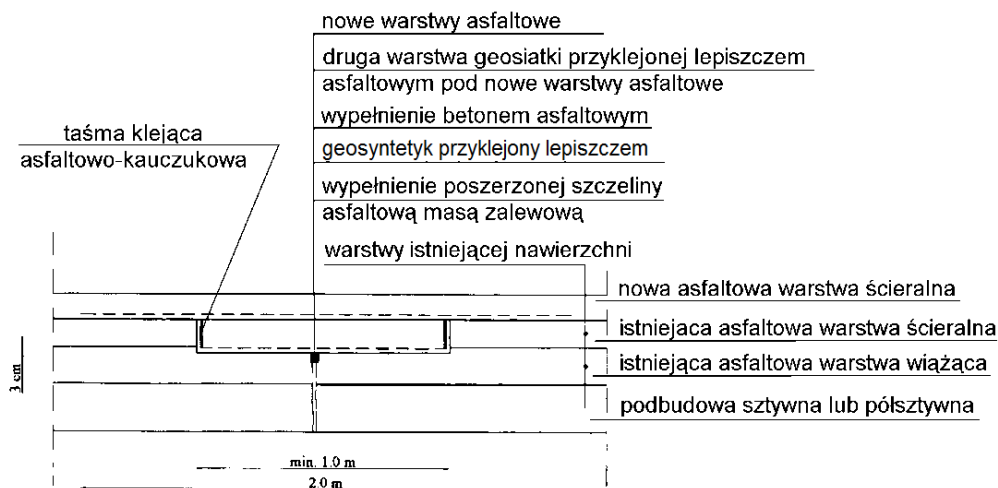 nowe warstwy asfaltowe
druga warstwa geosiatki przyklejonej lepiszczem
asfaltowym pod nowe warstwy asfaltowe
wypełnienie betonem asfaltowym
taśma klejąca
asfaltowo-kauczukowa
geosyntetyk przyklejony lepiszczem
wypełnienie poszerzonej szczeliny
asfaltową masą zalewową
warstwy istniejącej nawierzchni
nowa asfaltowa warstwa ścieralna
istniejaca asfaltowa warstwa ścieralna
istniejąca asfaltowa warstwa wiążąca
podbudowa sztywna lub półsztywna
3 cm
min. 1.0 m
2.0 m